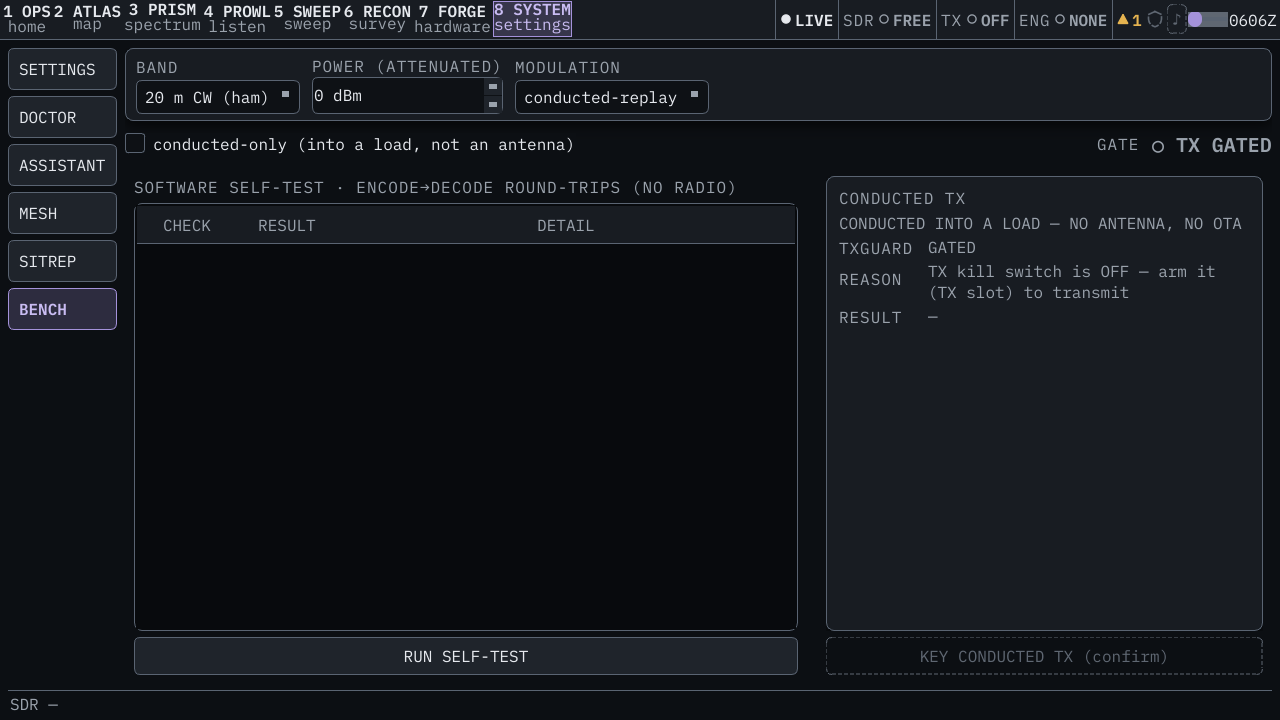 1 OPS 2 ATLAS 3 PRISM 4 PROWL 5 SWEEP 6 RECON 7 FORGE 8 SYSTEM
home map spectrum listen sweep survey hardware settings
LIVE SDR FREE TX OFF ENG NONE 1 0606Z
SETTINGS
DOCTOR
ASSISTANT
MESH
SITREP
BENCH
BAND POWER (ATTENUATED) MODULATION
20 m CW (ham) 0 dBm conducted-replay
conducted-only (into a load, not an antenna)
GATE TX GATED
SOFTWARE SELF-TEST · ENCODE→DECODE ROUND-TRIPS (NO RADIO)
CHECK RESULT DETAIL
RUN SELF-TEST
CONDUCTED TX
CONDUCTED INTO A LOAD — NO ANTENNA, NO OTA
TXGUARD GATED
REASON TX kill switch is OFF — arm it
(TX slot) to transmit
RESULT —
KEY CONDUCTED TX (confirm)
SDR —